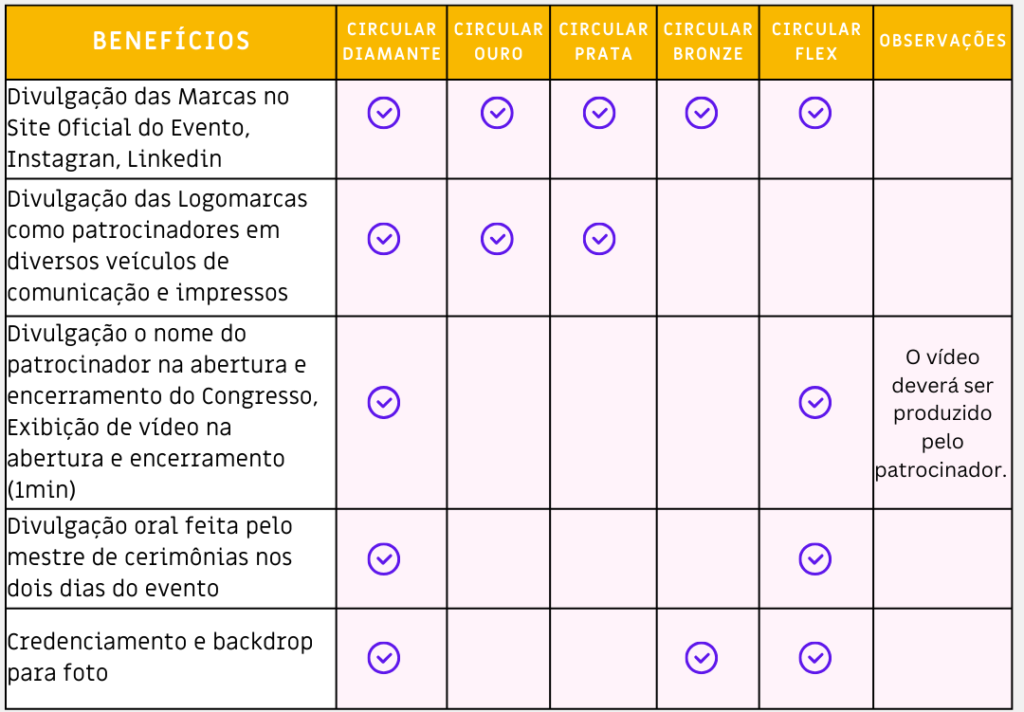 BENEFÍCIOS
CIRCULAR
DIAMANTE
CIRCULAR
OURO
CIRCULAR
PRATA
CIRCULAR
BRONZE
CIRCULAR
FLEX
OBSERVAÇÕES
Divulgação das Marcas no
Site Oficial do Evento,
Instagran, Linkedin
Divulgação das Logomarcas
como patrocinadores em
diversos veículos de
comunicação e impressos
Divulgação o nome do
patrocinador na abertura e
encerramento do Congresso,
Exibição de vídeo na
abertura e encerramento
(1min)
O vídeo
deverá ser
produzido
pelo
patrocinador.
Divulgação oral feita pelo
mestre de cerimônias nos
dois dias do evento
Credenciamento e backdrop
para foto